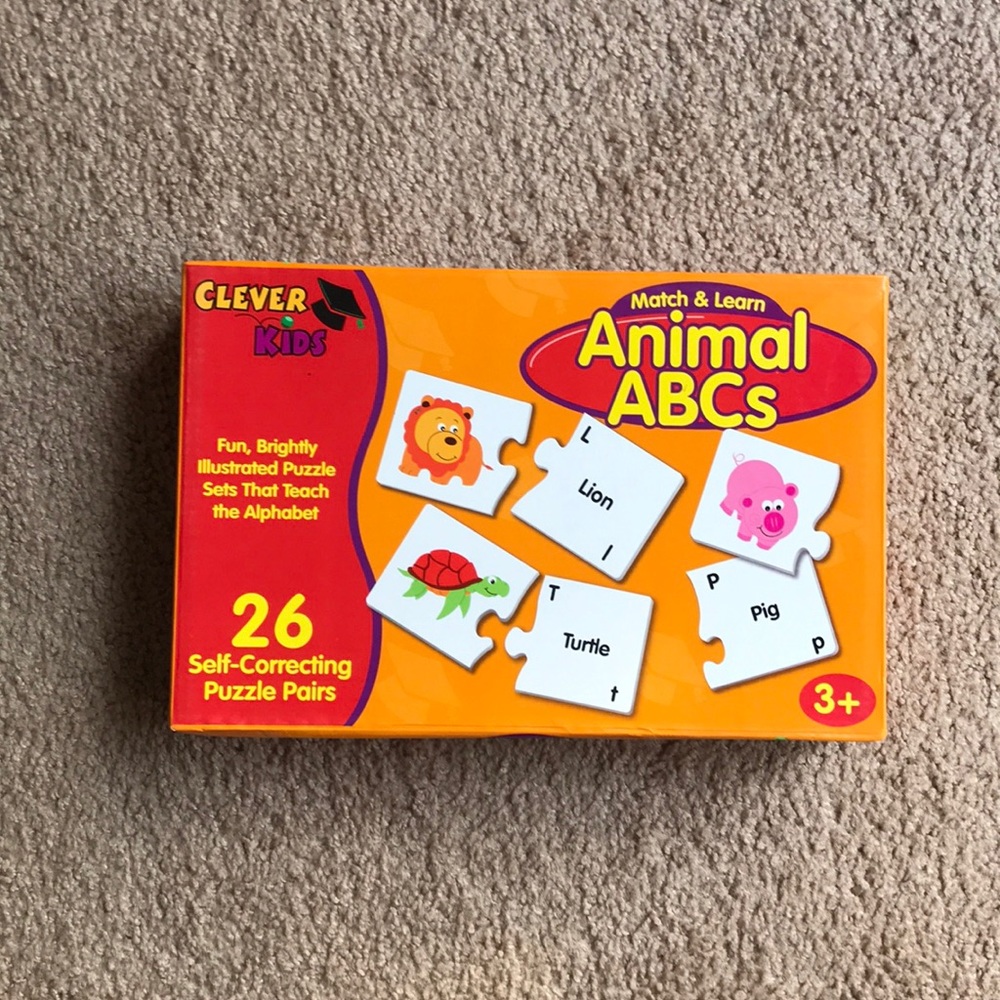 CLEVER
KiDS
Fun, Brightly
Illustrated Puzzle
Sets That Teach
the Alphabet
26
Self-Correcting
Puzzle Pairs
Match & Learn
Animal
ABCs
L
Lion
l
T
Turtle
t
P
Pig
p
3+